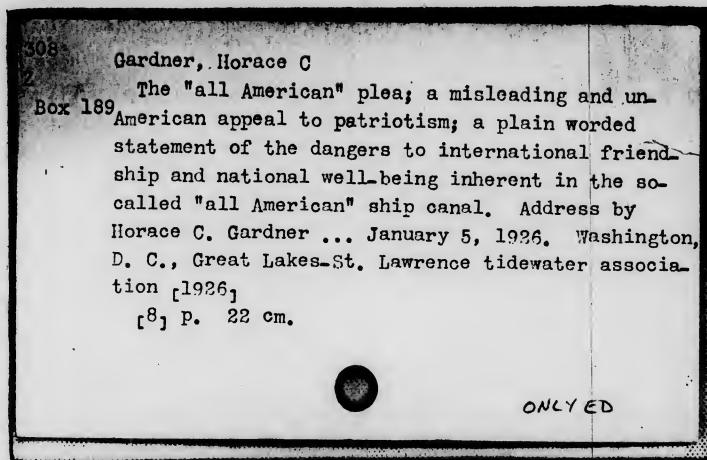 308
Gardner, Horace C
Z
The "all American" plea; a misleading and un-
Box 189
American appeal to patriotism; a plain worded
statement of the dangers to international friend-
ship and national well-being inherent in the so-
called "all American" ship canal. Address by
Horace C. Gardner ... January 5, 1926. Washington,
D. C., Great Lakes-St. Lawrence tidewater associa-
tion [1926]
[8] p. 22 cm.
ONLY ED